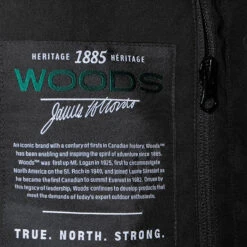 HERITAGE 1885 HÉRITAGE
WOODS
James W Woods
An iconic brand with a century of firsts in Canadian history, Woods™
has been enabling and inspiring the spirit of adventure since 1885.
Woods™ was first up Mt. Logan in 1925, first to circumnavigate
North America on the St. Roch in 1940, and Laurie Skreslet as
he became the first Canadian to summit Everest in 1982. Driven by
this legacy of leadership, Woods continues to develop products that
meet the demands of today's expert outdoor enthusiast.
TRUE. NORTH. STRONG.